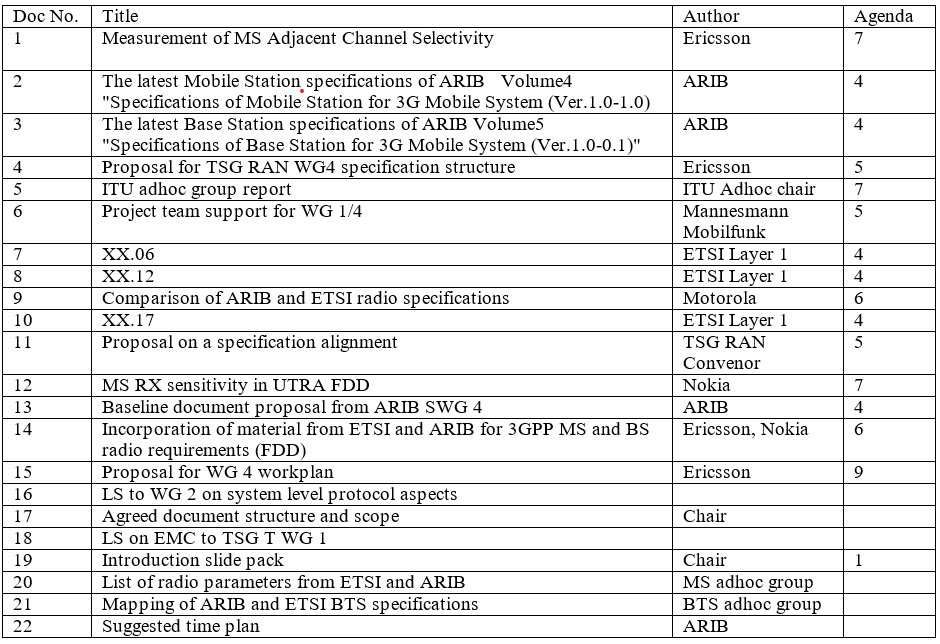 Doc No. Title Author Agenda
1 Measurement of MS Adjacent Channel Selectivity Ericsson 7
2 The latest Mobile Station specifications of ARIB Volume4 ARIB 4
"Specifications of Mobile Station for 3G Mobile System (Ver.1.0-1.0)
3 The latest Base Station specifications of ARIB Volume5 ARIB 4
"Specifications of Base Station for 3G Mobile System (Ver.1.0-0.1)"
4 Proposal for TSG RAN WG4 specification structure Ericsson 5
5 ITU adhoc group report ITU Adhoc chair 7
6 Project team support for WG 1/4 Mannesmann 5
Mobilfunk
7 XX.06 ETSI Layer 1 4
8 XX.12 ETSI Layer 1 4
9 Comparison of ARIB and ETSI radio specifications Motorola 6
10 XX.17 ETSI Layer 1 4
11 Proposal on a specification alignment TSG RAN 5
Convenor
12 MS RX sensitivity in UTRA FDD Nokia 7
13 Baseline document proposal from ARIB SWG 4 ARIB 4
14 Incorporation of material from ETSI and ARIB for 3GPP MS and BS Ericsson, Nokia 6
radio requirements (FDD)
15 Proposal for WG 4 workplan Ericsson 9
16 LS to WG 2 on system level protocol aspects
17 Agreed document structure and scope Chair
18 LS on EMC to TSG T WG 1
19 Introduction slide pack Chair 1
20 List of radio parameters from ETSI and ARIB MS adhoc group
21 Mapping of ARIB and ETSI BTS specifications BTS adhoc group
22 Suggested time plan ARIB